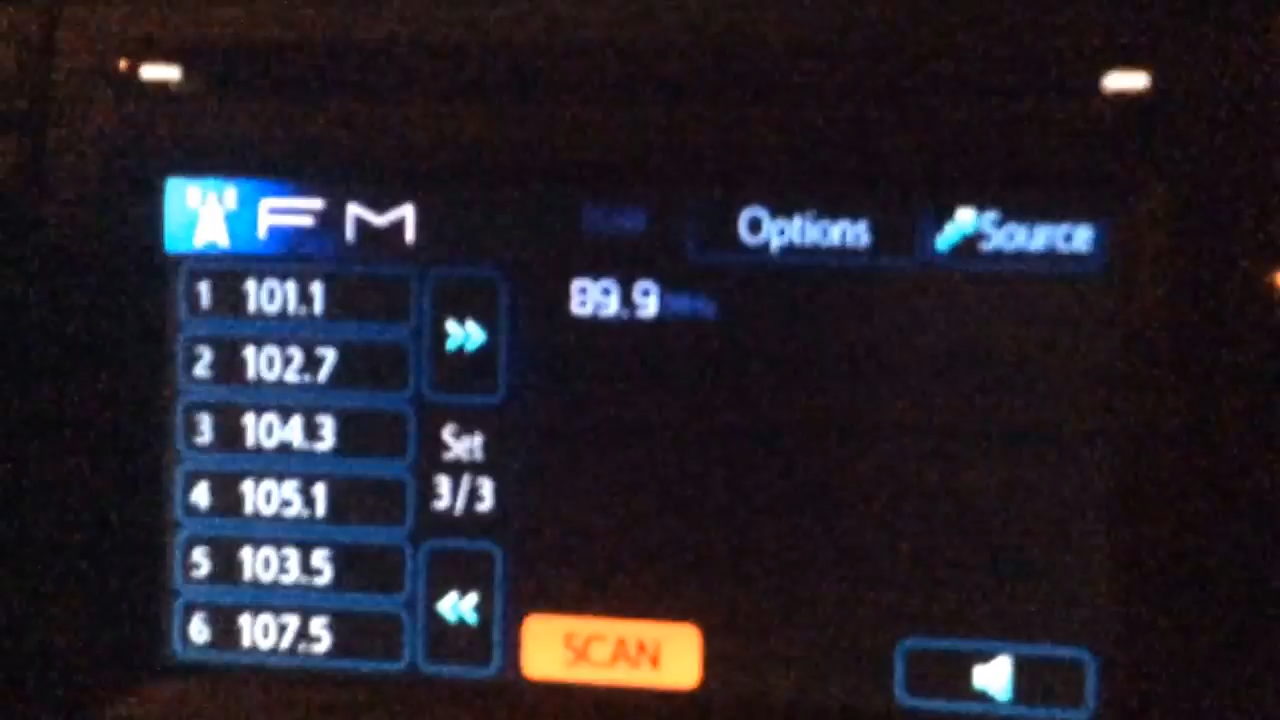 FM
Options
Source
1 101.1
89.9
2 102.7
3 104.3
Set
3/3
4 105.1
5 103.5
6 107.5
SCAN